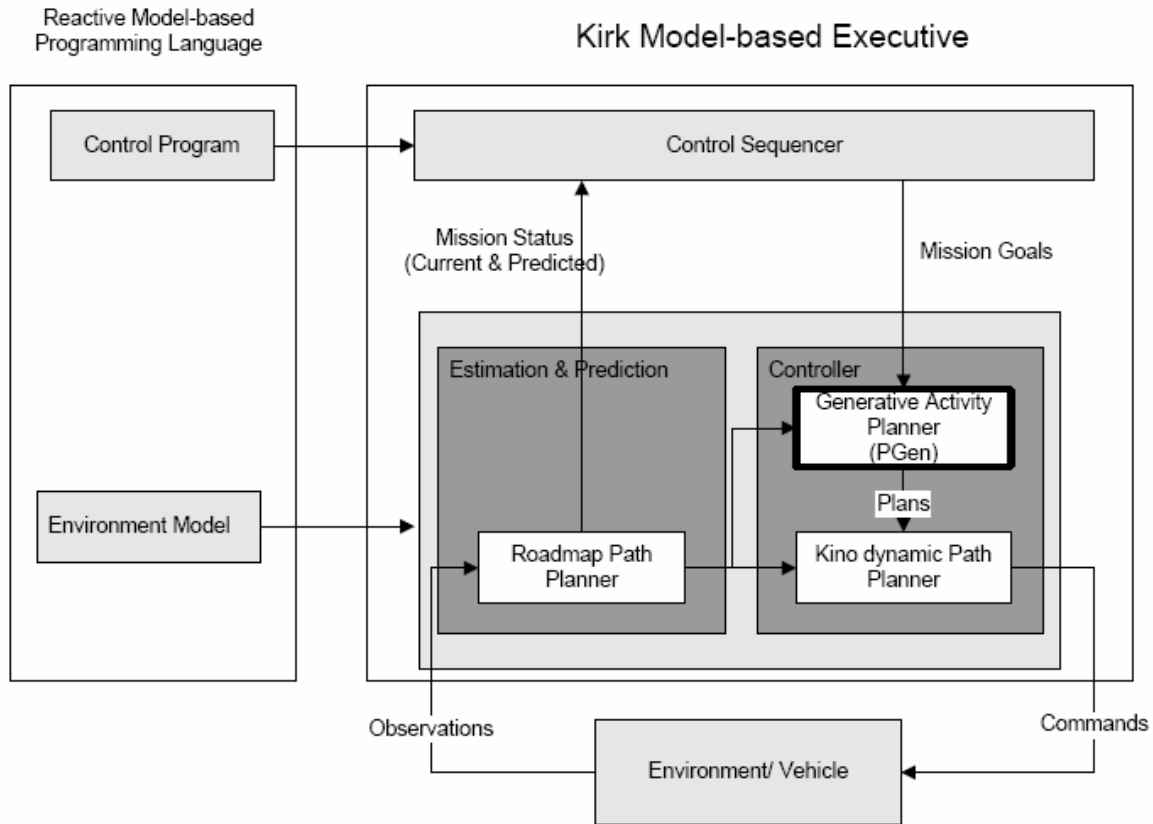 Reactive Model-based
Programming Language
Kirk Model-based Executive
Control Program
Control Sequencer
Mission Status
(Current & Predicted)
Mission Goals
Estimation & Prediction
Controller
Generative Activity
Planner
(PGen)
Plans
Environment Model
Roadmap Path
Planner
Kino dynamic Path
Planner
Observations
Commands
Environment/ Vehicle